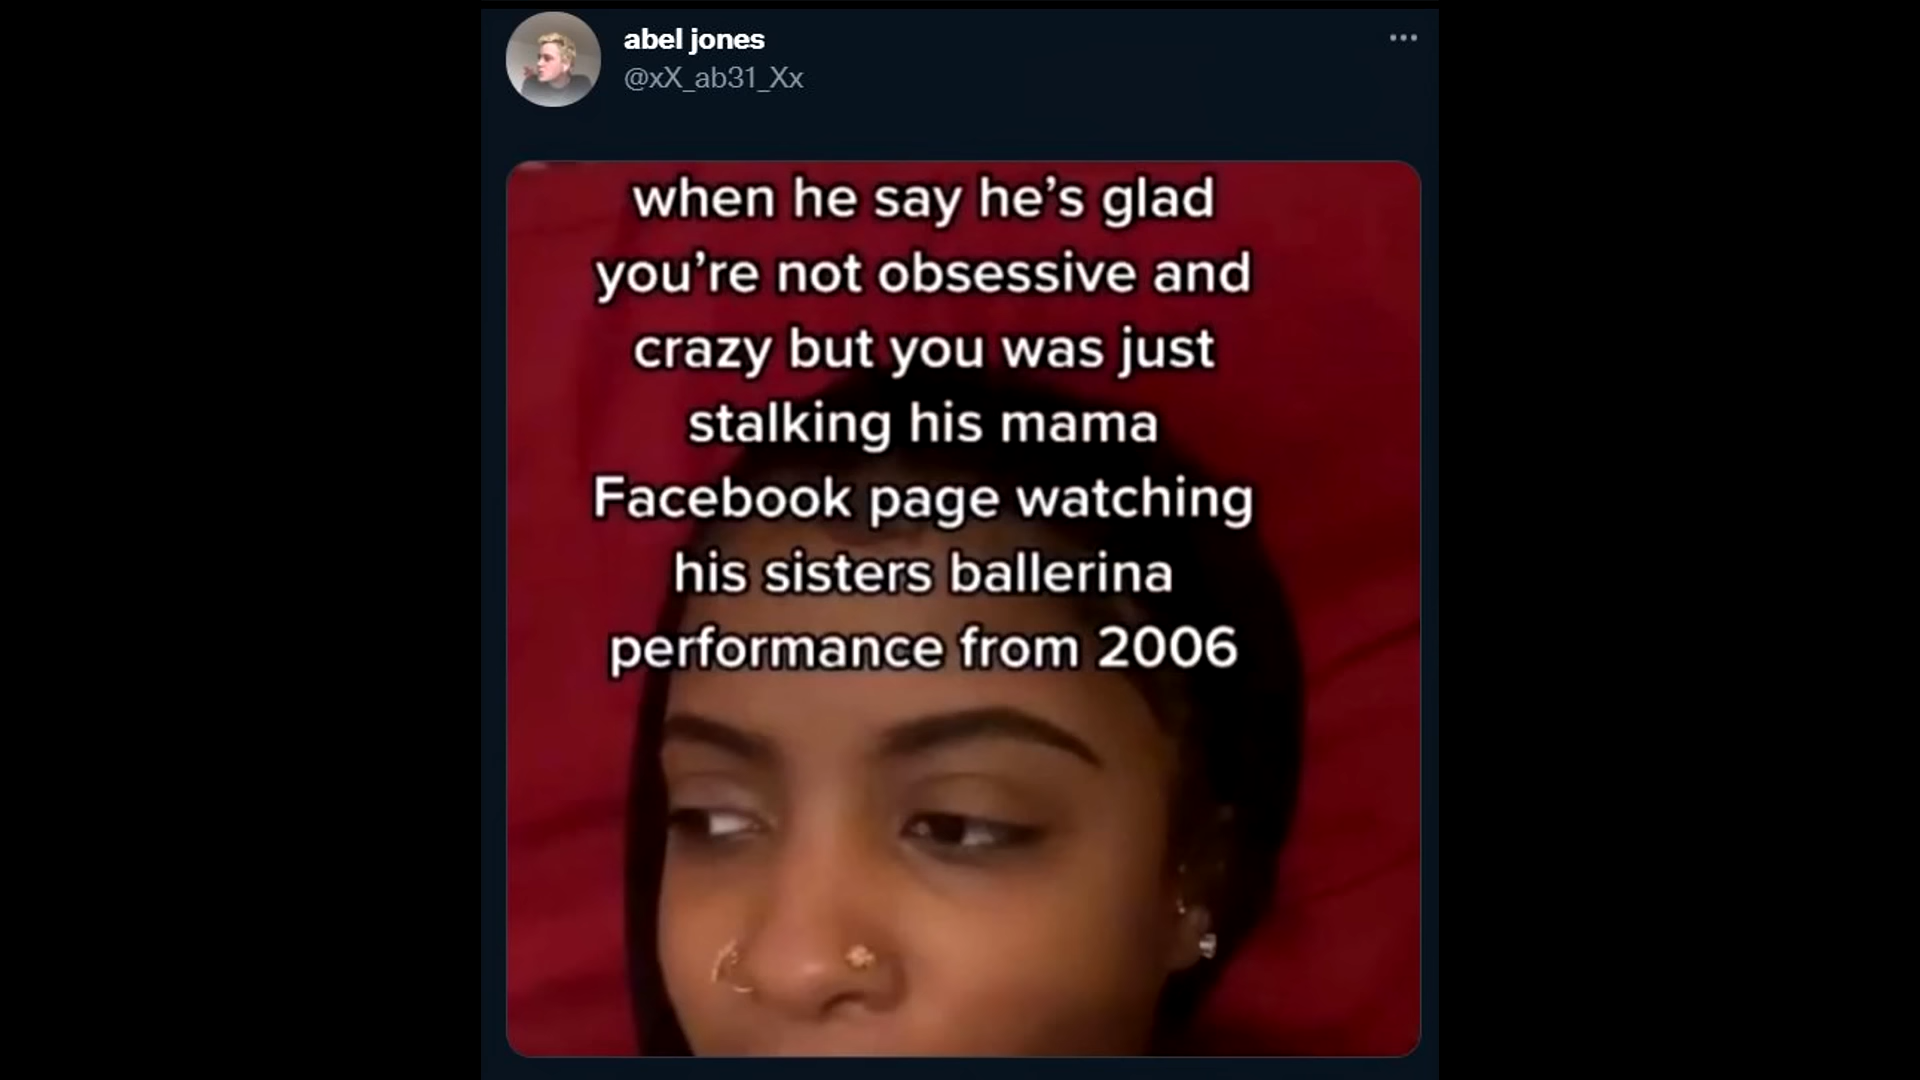 abel jones
@xX_ab31_Xx
when he say he’s glad
you’re not obsessive and
crazy but you was just
stalking his mama
Facebook page watching
his sisters ballerina
performance from 2006